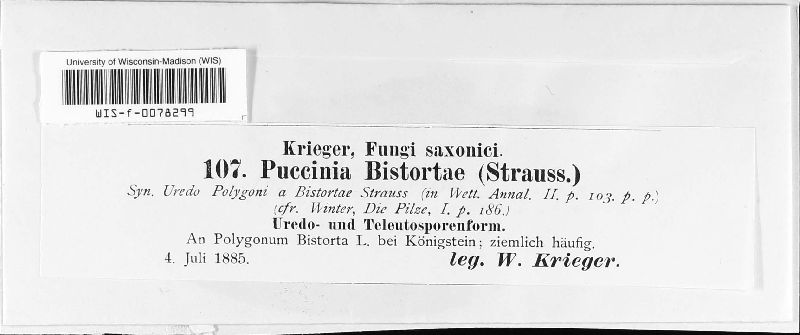 University of Wisconsin-Madison (WIS)
WIS-f-0078299
Krieger, Fungi saxonici.
107. Puccinia Bistortae (Strauss.)
Syn. Uredo Polygoni a Bistortae Strauss (in Wett. Annal. II. p. 103. p. p.)
(cfr. Winter, Die Pilze, I. p. 186.)
Uredo- und Teleutosporenform.
An Polygonum Bistorta L. bei Königstein; ziemlich häufig.
4. Juli 1885.
leg. W. Krieger.